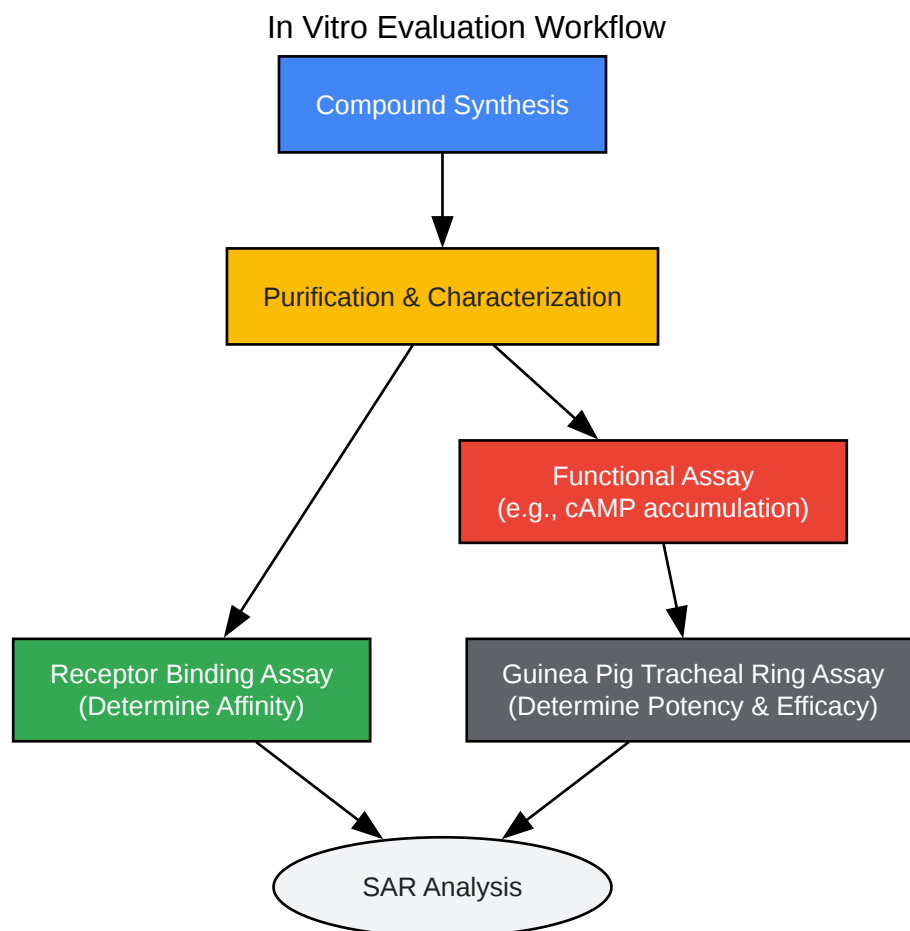 In Vitro Evaluation Workflow
Compound Synthesis
Purification & Characterization
Functional Assay
(e.g., cAMP accumulation)
Receptor Binding Assay
(Determine Affinity)
Guinea Pig Tracheal Ring Assay
(Determine Potency & Efficacy)
SAR Analysis